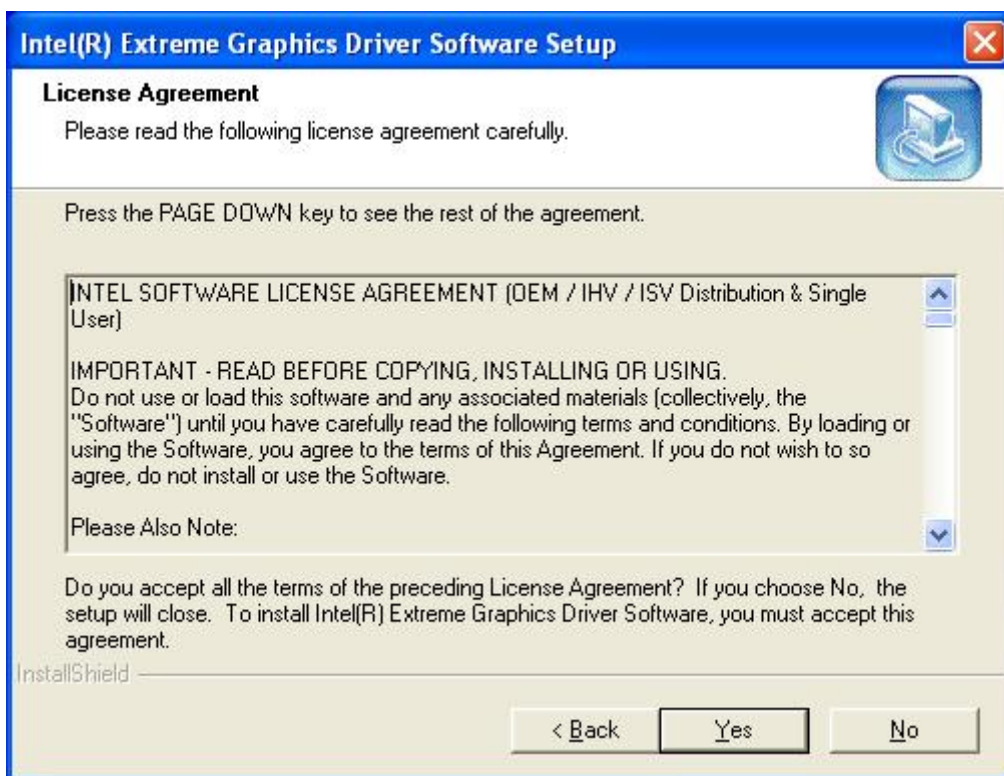 Intel(R) Extreme Graphics Driver Software Setup
License Agreement
Please read the following license agreement carefully.
Press the PAGE DOWN key to see the rest of the agreement.
INTEL SOFTWARE LICENSE AGREEMENT (OEM / IHV / ISV Distribution & Single
User)
IMPORTANT - READ BEFORE COPYING, INSTALLING OR USING.
Do not use or load this software and any associated materials (collectively, the
"Software") until you have carefully read the following terms and conditions. By loading or
using the Software, you agree to the terms of this Agreement. If you do not wish to so
agree, do not install or use the Software.
Please Also Note:
Do you accept all the terms of the preceding License Agreement? If you choose No, the
setup will close. To install Intel(R) Extreme Graphics Driver Software, you must accept this
agreement.
InstallShield
< Back Yes No